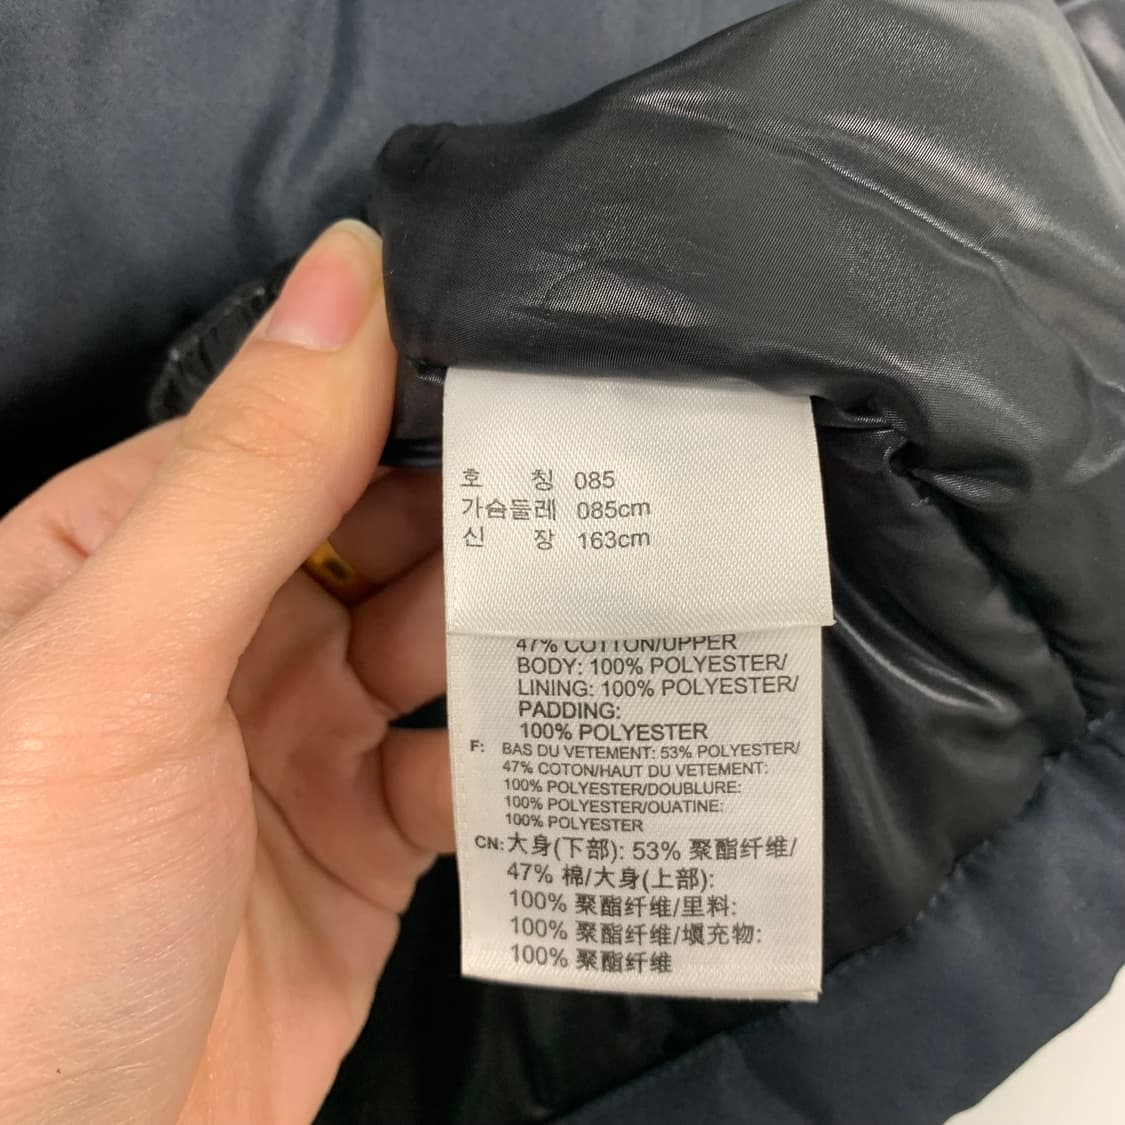 호 칭 085
가슴둘레 085cm
신 장 163cm
47% COTTON/UPPER
BODY: 100% POLYESTER/
LINING: 100% POLYESTER/
PADDING:
100% POLYESTER
F: BAS DU VETEMENT: 53% POLYESTER/
47% COTON/HAUT DU VETEMENT:
100% POLYESTER/DOUBLURE:
100% POLYESTER/OUATINE:
100% POLYESTER
CN: 大身(下部): 53% 聚酯纤维/
47% 棉/大身(上部):
100% 聚酯纤维/里料:
100% 聚酯纤维/填充物:
100% 聚酯纤维